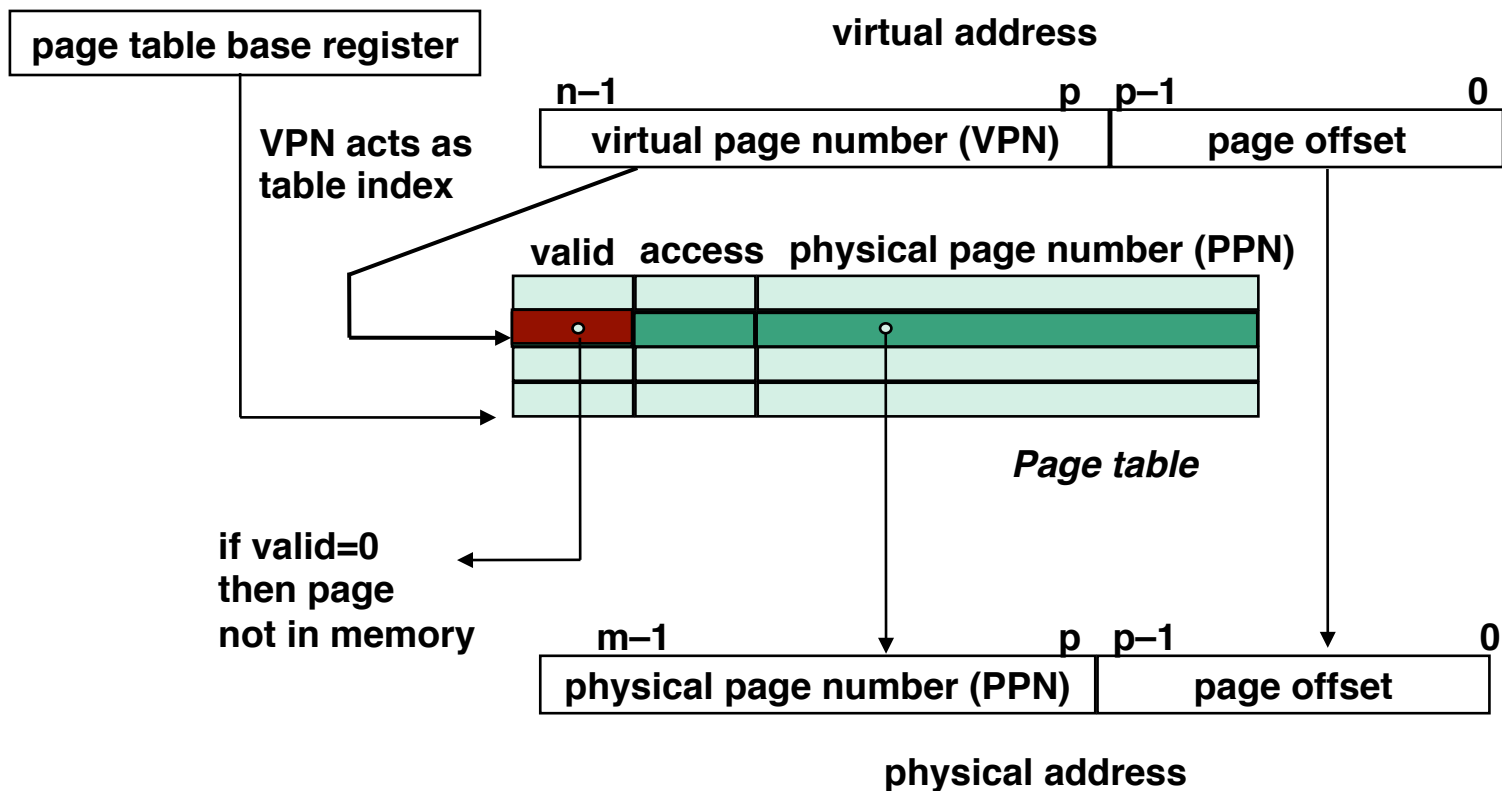 page table base register
virtual address
n–1 p p–1 0
virtual page number (VPN) page offset
VPN acts as
table index
valid access physical page number (PPN)
Page table
if valid=0
then page
not in memory
m–1 p p–1 0
physical page number (PPN) page offset
physical address